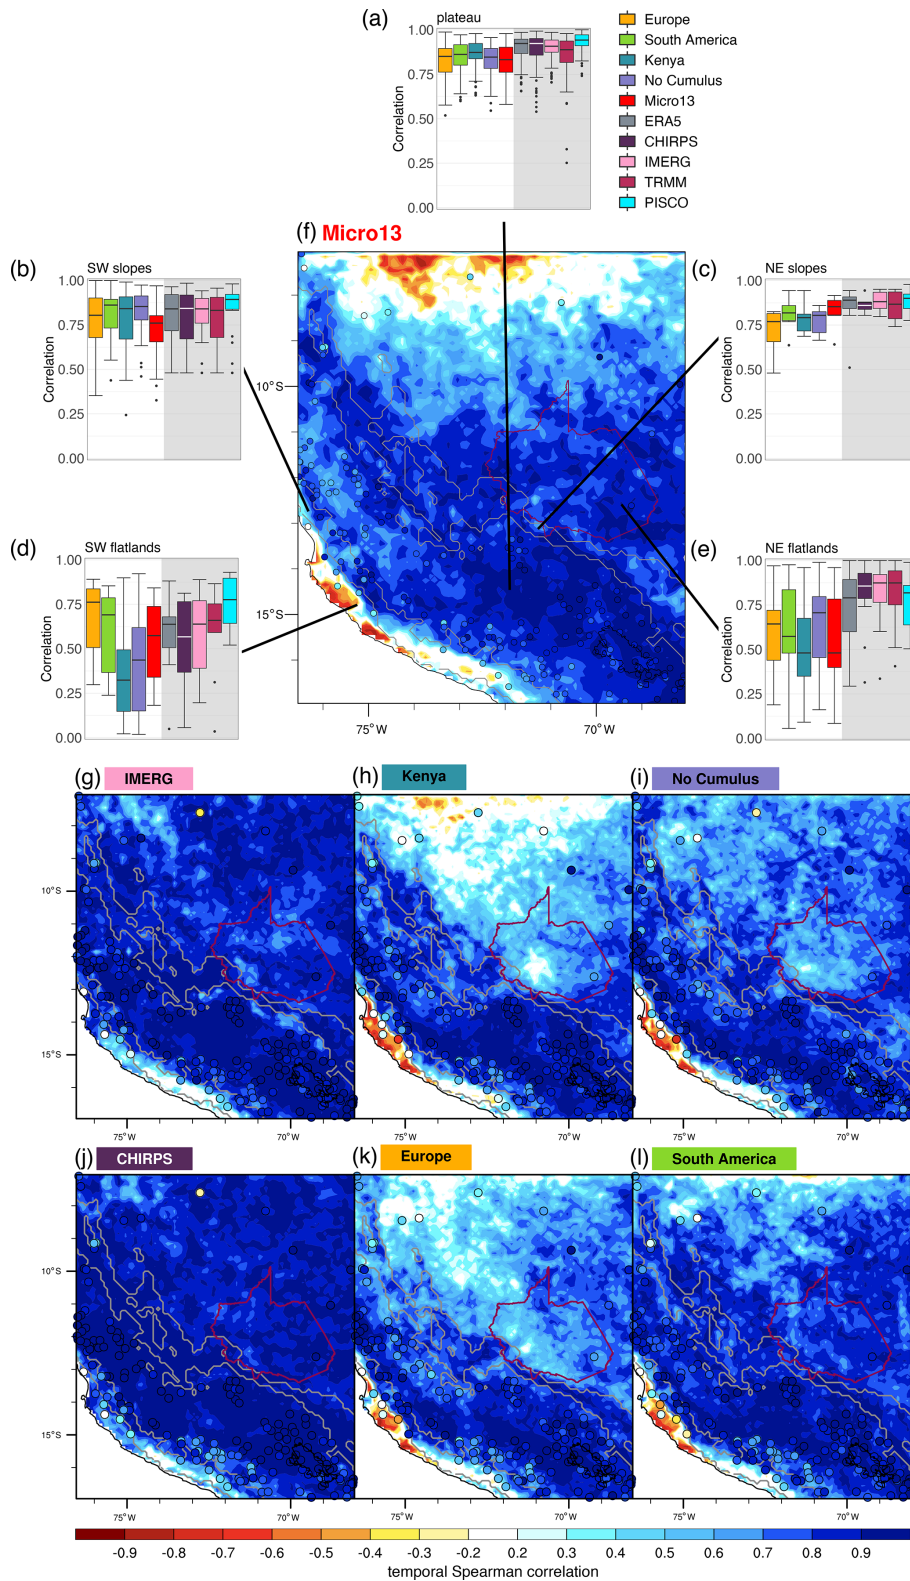 (a)
plateau
1.00
0.75
0.50
0.25
0.00
Correlation
Europe
South America
Kenya
No Cumulus
Micro13
ERA5
CHIRPS
IMERG
TRMM
PISCO
(b)
SW slopes
1.00
0.75
0.50
0.25
0.00
Correlation
(f) Micro13
10°S
15°S
75°W
70°W
(c)
NE slopes
1.00
0.75
0.50
0.25
0.00
Correlation
(d)
SW flatlands
1.00
0.75
0.50
0.25
0.00
Correlation
(e)
NE flatlands
1.00
0.75
0.50
0.25
0.00
Correlation
(g) IMERG
(h) Kenya
(i) No Cumulus
10°S
15°S
75°W
70°W
75°W
70°W
75°W
70°W
(j) CHIRPS
(k) Europe
(l) South America
10°S
15°S
75°W
70°W
75°W
70°W
75°W
70°W
-0.9 -0.8 -0.7 -0.6 -0.5 -0.4 -0.3 -0.2 0.2 0.3 0.4 0.5 0.6 0.7 0.8 0.9
temporal Spearman correlation